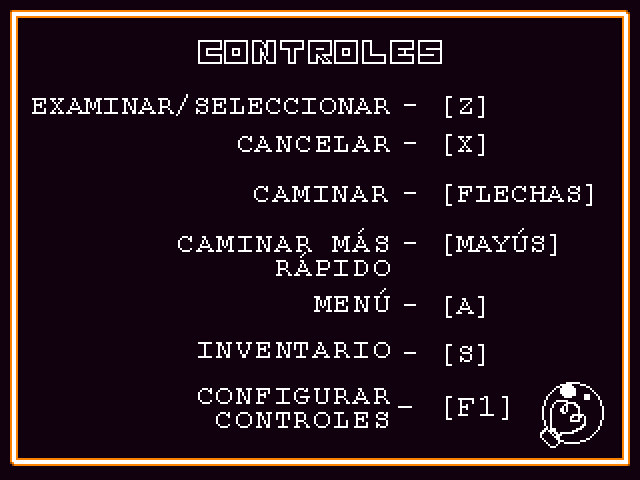 CONTROLES
EXAMINAR/SELECCIONAR - [Z]
CANCELAR - [X]
CAMINAR - [FLECHAS]
CAMINAR MÁS - [MAYÚS]
RÁPIDO
MENÚ - [A]
INVENTARIO - [S]
CONFIGURAR
CONTROLES - [F1]